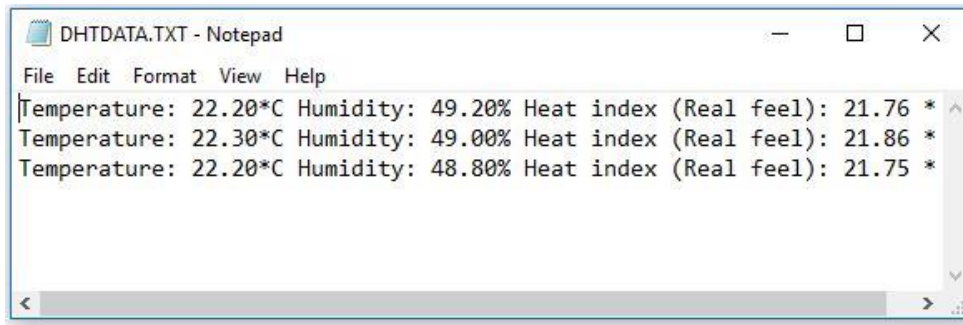 DHTDATA.TXT - Notepad
File Edit Format View Help
Temperature: 22.20*C Humidity: 49.20% Heat index (Real feel): 21.76 *
Temperature: 22.30*C Humidity: 49.00% Heat index (Real feel): 21.86 *
Temperature: 22.20*C Humidity: 48.80% Heat index (Real feel): 21.75 *